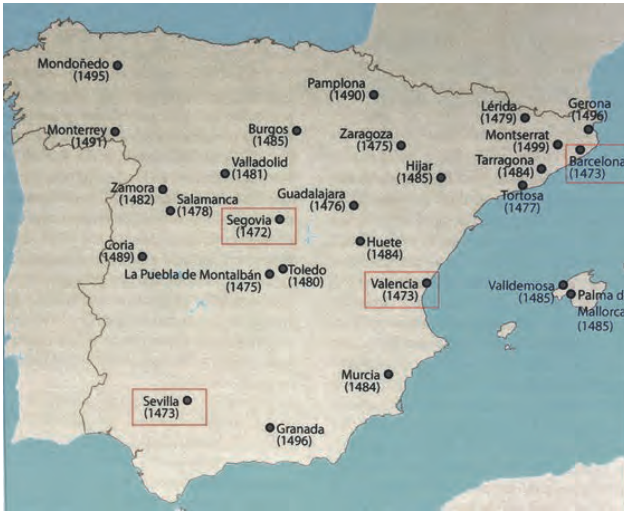 Mondoñedo
(1495)
Pamplona
(1490)
Lérida
(1479)
Gerona
(1496)
Monterrey
(1491)
Burgos
(1485)
Zaragoza
(1475)
Montserrat
(1499)
Barcelona
(1473)
Valladolid
(1481)
Hijar
(1485)
Tarragona
(1484)
Zamora
(1482)
Salamanca
(1478)
Guadalajara
(1476)
Tortosa
(1477)
Segovia
(1472)
Coria
(1489)
Huete
(1484)
La Puebla de Montalbán
(1475)
Toledo
(1480)
Valencia
(1473)
Valldemosa
(1485)
Palma d
Mallorca
(1485)
Murcia
(1484)
Sevilla
(1473)
Granada
(1496)